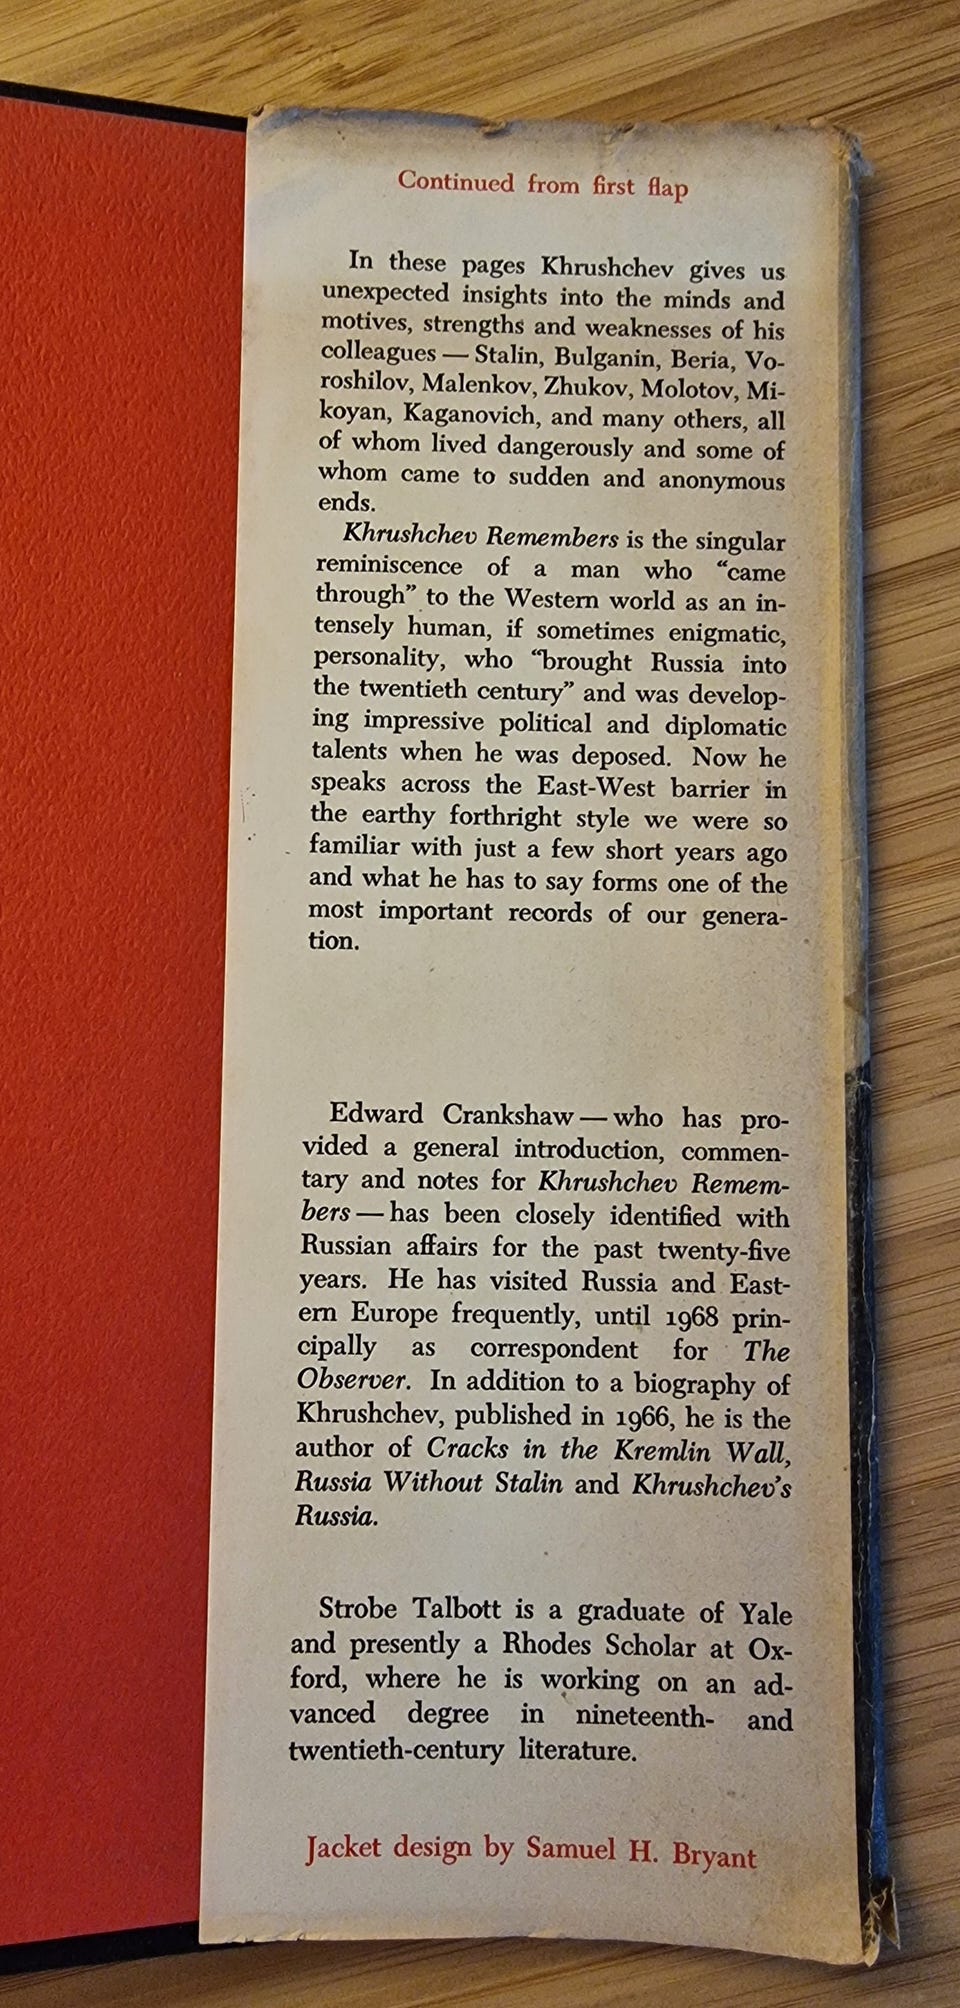 Continued from first flap
In these pages Khrushchev gives us
unexpected insights into the minds and
motives, strengths and weaknesses of his
colleagues — Stalin, Bulganin, Beria, Vo-
roshilov, Malenkov, Zhukov, Molotov, Mi-
koyan, Kaganovich, and many others, all
of whom lived dangerously and some of
whom came to sudden and anonymous
ends.
Khrushchev Remembers is the singular
reminiscence of a man who “came
through” to the Western world as an in-
tensely human, if sometimes enigmatic,
personality, who “brought Russia into
the twentieth century” and was develop-
ing impressive political and diplomatic
talents when he was deposed. Now he
speaks across the East-West barrier in
the earthy forthright style we were so
familiar with just a few short years ago
and what he has to say forms one of the
most important records of our genera-
tion.
Edward Crankshaw — who has pro-
vided a general introduction, commen-
tary and notes for Khrushchev Remem-
bers — has been closely identified with
Russian affairs for the past twenty-five
years. He has visited Russia and East-
ern Europe frequently, until 1968 prin-
cipally as correspondent for The
Observer. In addition to a biography of
Khrushchev, published in 1966, he is the
author of Cracks in the Kremlin Wall,
Russia Without Stalin and Khrushchev’s
Russia.
Strobe Talbott is a graduate of Yale
and presently a Rhodes Scholar at Ox-
ford, where he is working on an ad-
vanced degree in nineteenth- and
twentieth-century literature.
Jacket design by Samuel H. Bryant